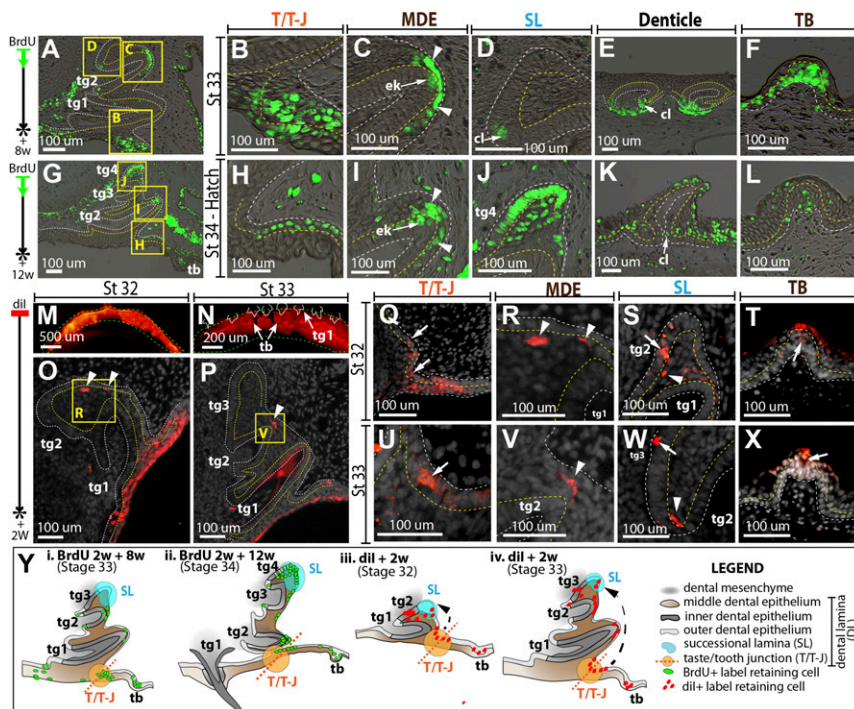 T/T-J MDE SL Denticle TB
BrdU
+ 8w
St 33
A D C tg2 tg1 B 100 um
B 100 um
C ek 100 um
D cl 100 um
E cl 100 um
F 100 um
BrdU
+ 12w
St 34 - Hatch
G tg4 J tg3 I tg2 H tb 100 um
H 100 um
I ek 100 um
J tg4 100 um
K cl 100 um
L 100 um
St 32 St 33
T/T-J MDE SL TB
diI
+ 2W
M 500 um
N tb tg1 200 um
St 32
Q 100 um
R tg1 100 um
S tg2 tg1 100 um
T 100 um
O R tg2 tg1 100 um
P tg3 V tg2 tg1 100 um
St 33
U 100 um
V tg2 100 um
W tg3 tg2 100 um
X 100 um
Y
i. BrdU 2w + 8w
(Stage 33)
SL tg3 tg2 tg1 T/T-J tb
ii. BrdU 2w + 12w
(Stage 34)
tg4 SL tg3 tg2 tg1 T/T-J tb
iii. diI + 2w
(Stage 32)
SL tg2 tg1 T/T-J tb
iv. diI + 2w
(Stage 33)
tg3 SL tg2 tg1 T/T-J tb
LEGEND
dental mesenchyme
middle dental epithelium
inner dental epithelium
outer dental epithelium
dental lamina
(DL)
successional lamina (SL)
taste/tooth junction (T/T-J)
BrdU+ label retaining cell
diI+ label retaining cell